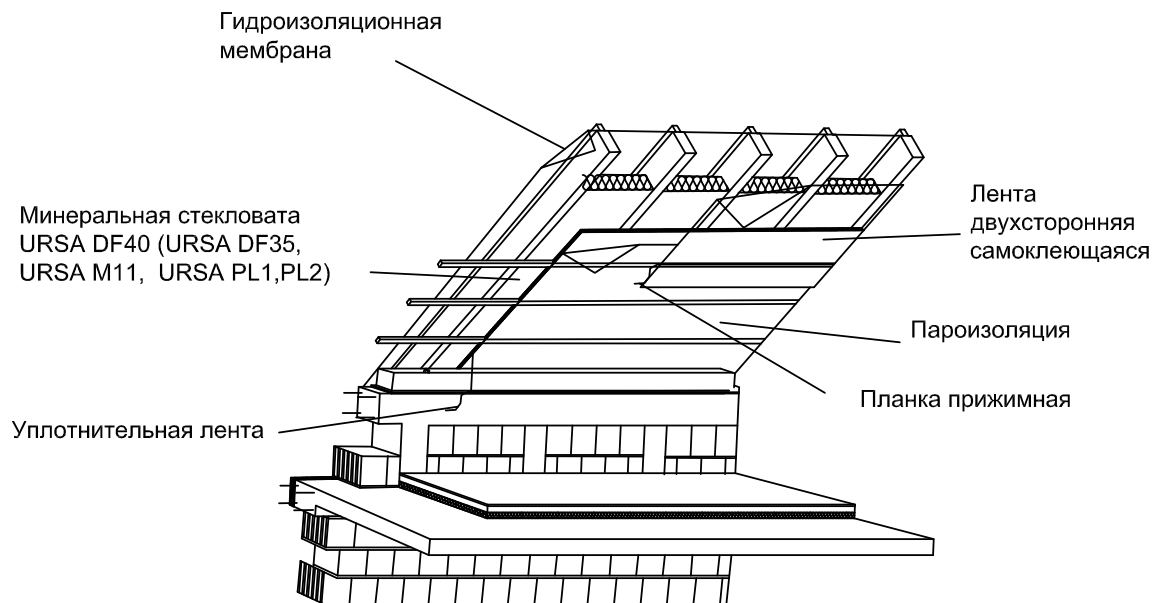 Гидроизоляционная
мембрана
Минеральная стекловата
URSA DF40 (URSA DF35,
URSA M11, URSA PL1,PL2)
Лента
двухсторонняя
самоклеющаяся
Пароизоляция
Планка прижимная
Уплотнительная лента